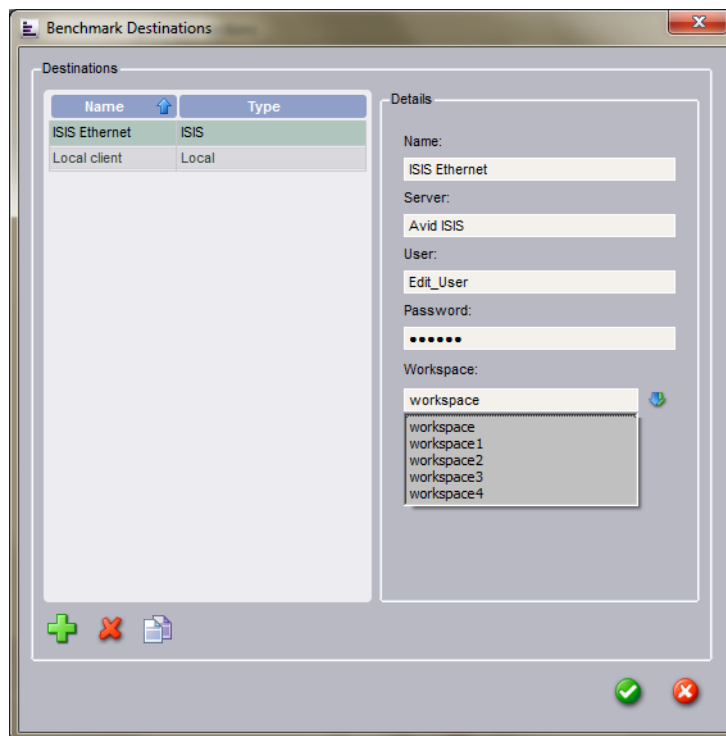 Benchmark Destinations
Destinations
Name Type
ISIS Ethernet ISIS
Local client Local
Details
Name:
ISIS Ethernet
Server:
Avid ISIS
User:
Edit_User
Password:
••••••
Workspace:
workspace
workspace
workspace1
workspace2
workspace3
workspace4